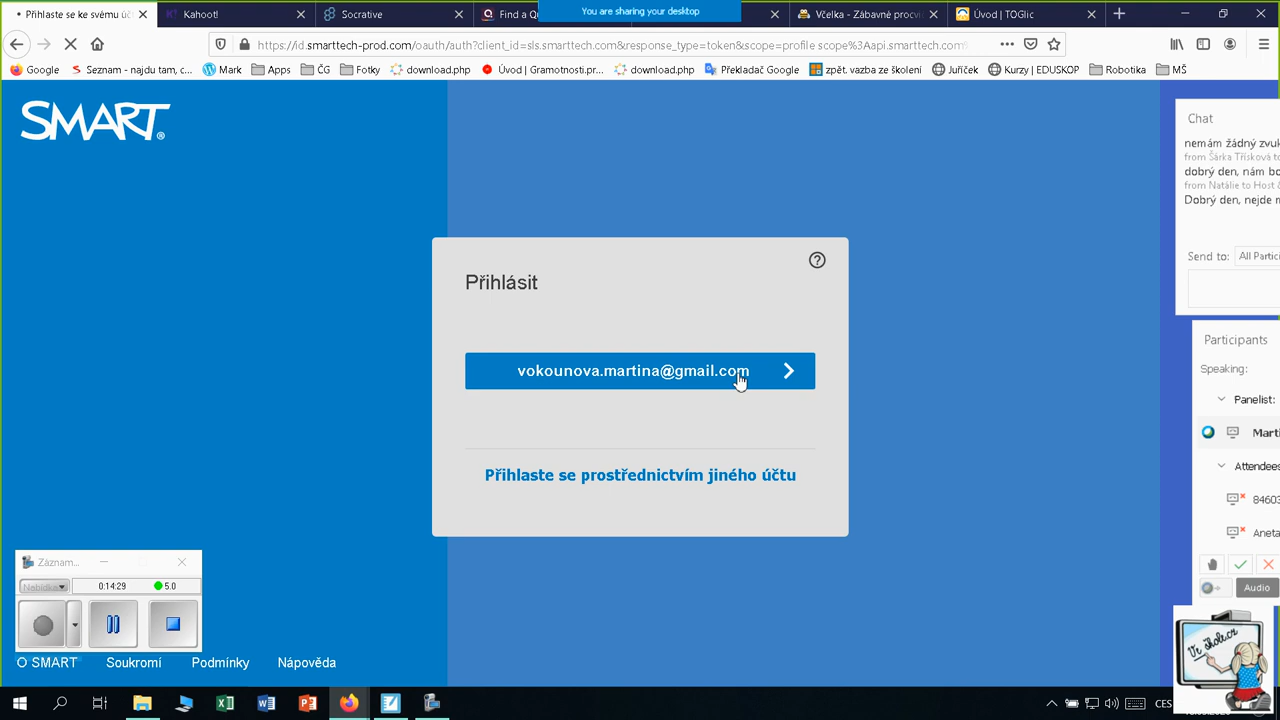 Přihlaste se ke svému úč
Kahoot!
Socrative
Find a Q
You are sharing your desktop
Včelka - Zábavné procvi
Úvod | TOGlic
https://id.smarttech-prod.com/oauth/auth?client_id=sls.smarttech.com&response_type=token&scope=profile scope%3Aapi.smarttech.com
Google
Seznam - najdu tam, c...
Mark
Apps
ČG
Fotky
download.php
Úvod | Gramotnosti.pr...
download.php
Překladač Google
zpět. vazba ze školení
Juříček
Kurzy | EDUSKOP
Robotika
MŠ
SMART
Chat
nemám žádný zvuk
from Šárka Třísková to
dobrý den, nám bo
from Natálie to Host &
Dobrý den, nejde m
Send to:
All Partici
Přihlásit
vokounova.martina@gmail.com
Přihlaste se prostřednictvím jiného účtu
Participants
Speaking:
Panelist:
Marti
Attendees
84603
Aneta
Audio
Záznam...
Nabídka
0:14:29
5.0
O SMART
Soukromí
Podmínky
Nápověda
Ve škole.cz
CES